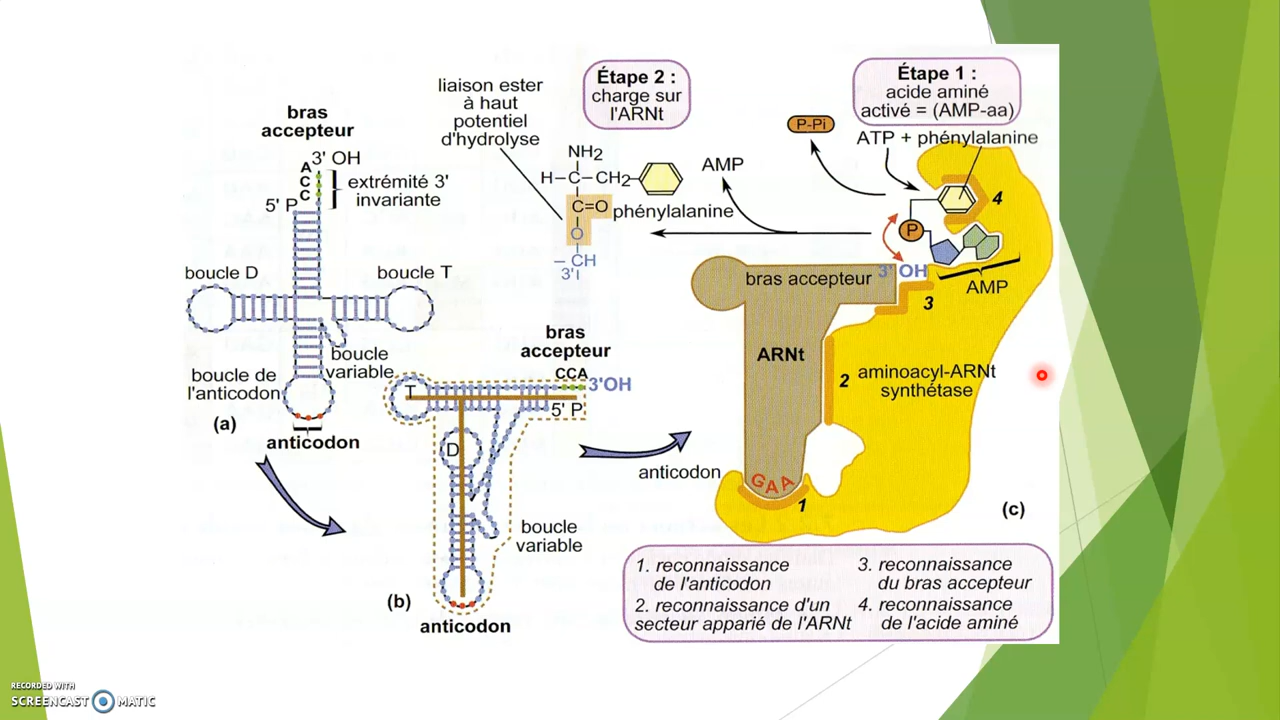 bras
accepteur
3' OH
A
C
C
extrémité 3'
invariante
5' P
boucle D
boucle T
boucle
variable
boucle de
l'anticodon
(a)
anticodon
bras
accepteur
CCA
3'OH
5' P
T
D
boucle
variable
(b)
anticodon
liaison ester
à haut
potentiel
d'hydrolyse
Étape 2 :
charge sur
l'ARNt
NH2
H–C–CH2
C=O
phénylalanine
O
– CH
3'
AMP
P-Pi
Étape 1 :
acide aminé
activé = (AMP-aa)
ATP + phénylalanine
4
P
3' OH
AMP
bras accepteur
3
ARNt
2
aminoacyl-ARNt
synthétase
anticodon
GAA
1
(c)
1. reconnaissance
de l'anticodon
2. reconnaissance d'un
secteur apparié de l'ARNt
3. reconnaissance
du bras accepteur
4. reconnaissance
de l'acide aminé
RECORDED WITH
SCREENCAST MATIC